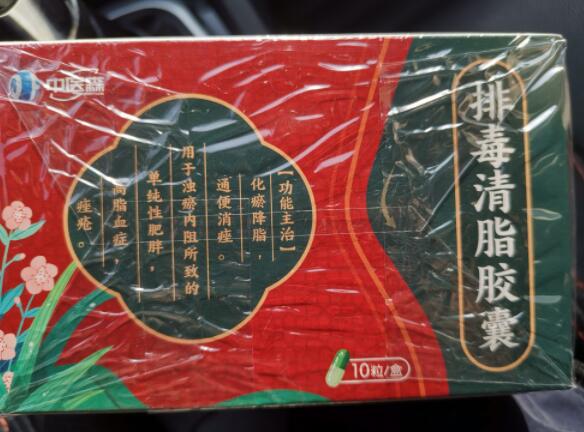 中医森
排毒清脂胶囊
【功能主治】
化瘀降脂，
通便消痤。
用于浊瘀内阻所致的
单纯性肥胖，
高脂血症，
痤疮。
10粒/盒